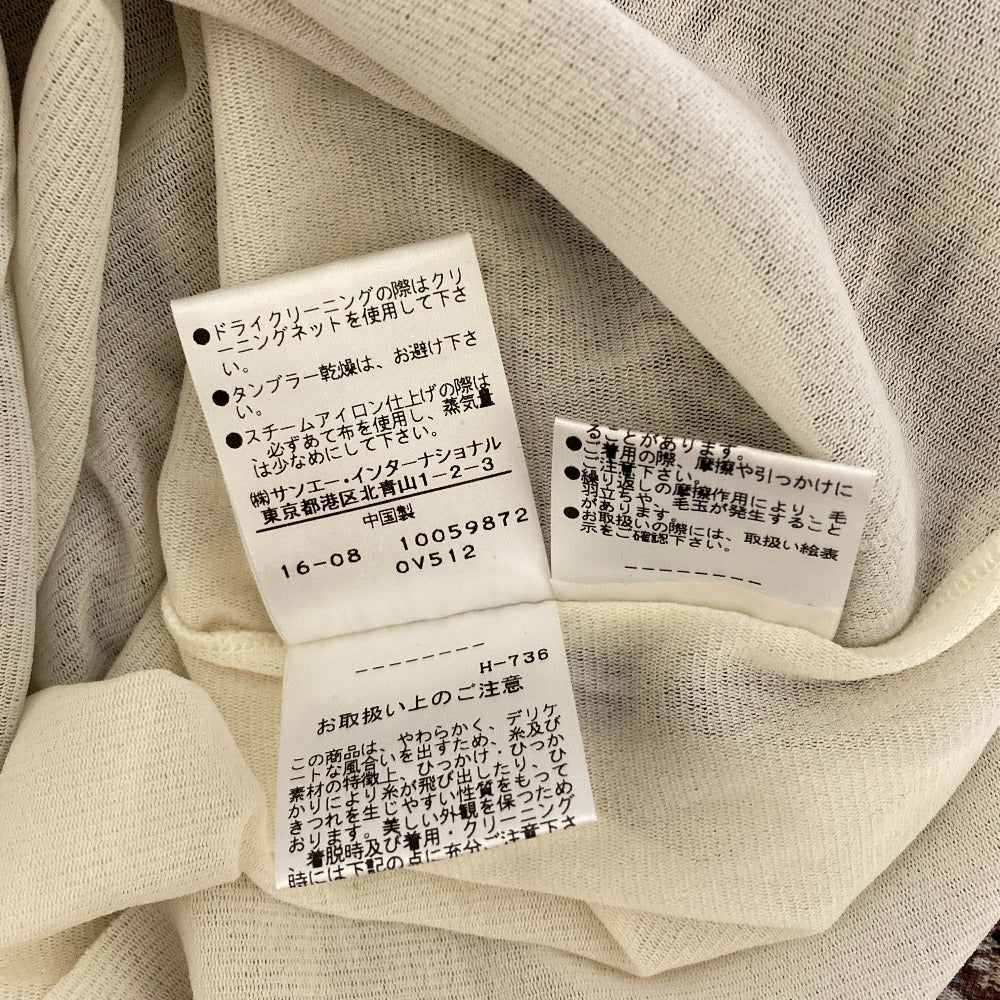 ●ドライクリーニングの際はクリ
ーニングネットを使用して下さ
い。
●タンブラー乾燥は、お避け下さ
い。
●スチームアイロン仕上げの際は
、必ずあて布を使用し、蒸気量
は少なめにして下さい。
㈱サンエー・インターナショナル
東京都港区北青山1-2-3
中国製
16-08 10059872
0V512
--------
H-736
お取扱い上のご注意
この商品は、やわらかく、デリケ
ートな風合いを出すため、糸及び
素材の特徴上、ひっかけ・ひっか
かりにより糸が飛び出したり、ひ
きつれを生じやすい性質をもって
おります。美しい外観を保つため
、着脱時及び着用・クリーニング
時には下記の点に充分ご注意下さ
ることがあります。
●ご着用の際、摩擦や引っかけに
ご注意下さい。
●繰り返しの摩擦作用により、毛
羽立ちや、毛玉が発生すること
があります。
●お取扱いの際には、取扱い絵表
示をご確認下さい。
--------